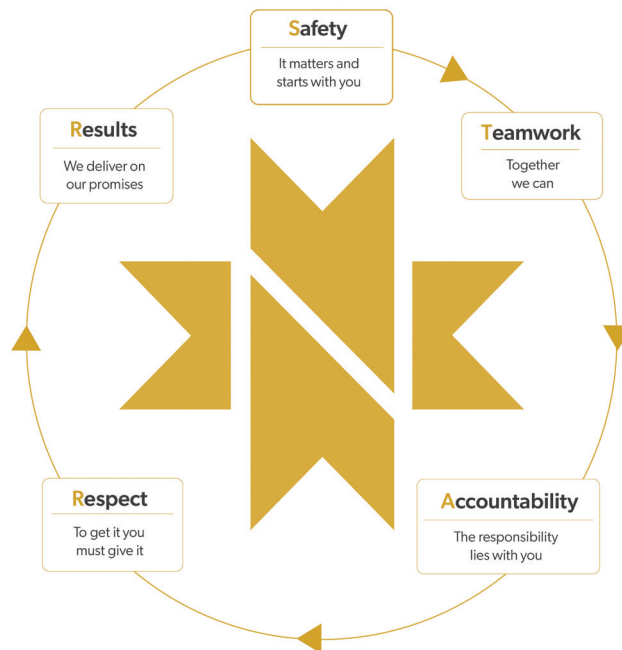 Safety
It matters and
starts with you
Teamwork
Together
we can
Accountability
The responsibility
lies with you
Respect
To get it you
must give it
Results
We deliver on
our promises